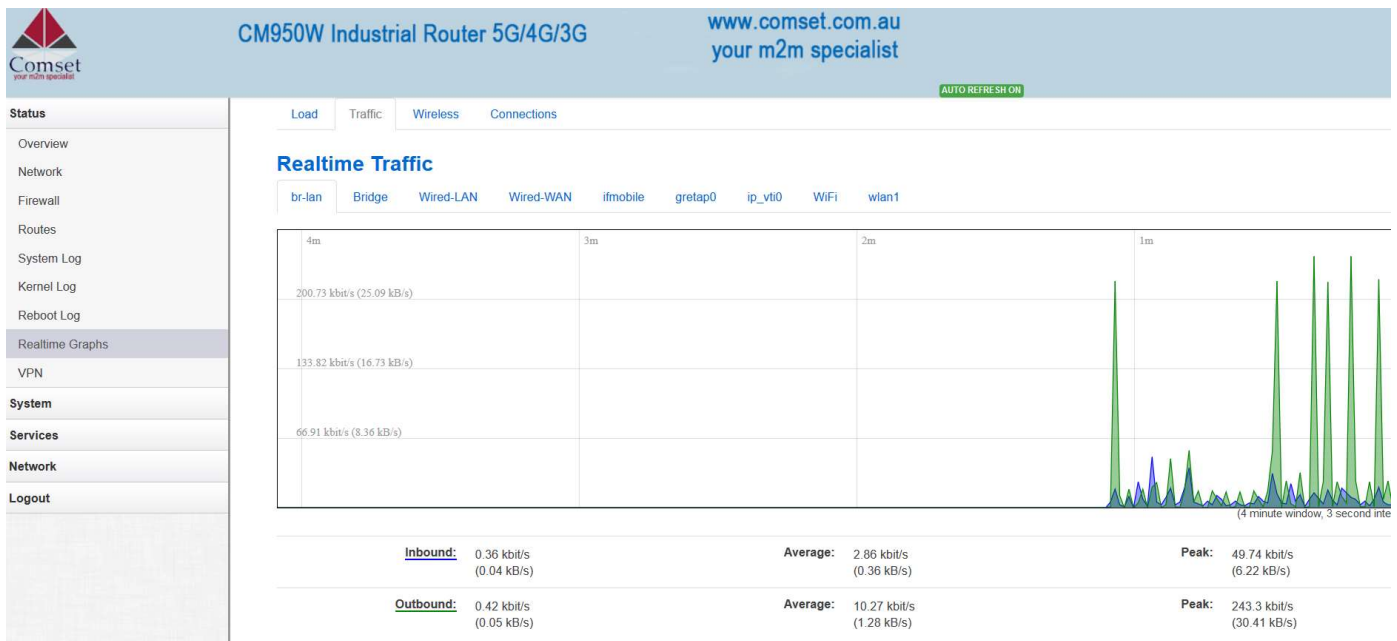 Comset
your m2m specialist
CM950W Industrial Router 5G/4G/3G
www.comset.com.au
your m2m specialist
AUTO REFRESH ON
Status
Overview
Network
Firewall
Routes
System Log
Kernel Log
Reboot Log
Realtime Graphs
VPN
System
Services
Network
Logout
Load Traffic Wireless Connections
Realtime Traffic
br-lan Bridge Wired-LAN Wired-WAN ifmobile gretap0 ip_vti0 WiFi wlan1
4m 3m 2m 1m
200.73 kbit/s (25.09 kB/s)
133.82 kbit/s (16.73 kB/s)
66.91 kbit/s (8.36 kB/s)
(4 minute window, 3 second inte
Inbound: 0.36 kbit/s Average: 2.86 kbit/s Peak: 49.74 kbit/s
(0.04 kB/s) (0.36 kB/s) (6.22 kB/s)
Outbound: 0.42 kbit/s Average: 10.27 kbit/s Peak: 243.3 kbit/s
(0.05 kB/s) (1.28 kB/s) (30.41 kB/s)